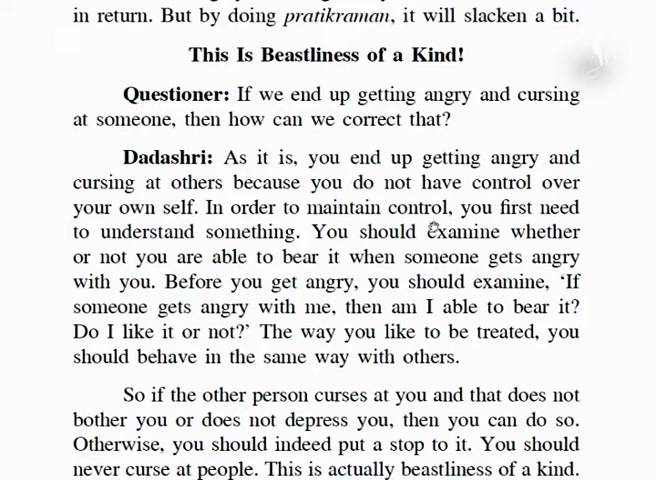 in return. But by doing pratikraman, it will slacken a bit.
This Is Beastliness of a Kind!
Questioner: If we end up getting angry and cursing
at someone, then how can we correct that?
Dadashri: As it is, you end up getting angry and
cursing at others because you do not have control over
your own self. In order to maintain control, you first need
to understand something. You should examine whether
or not you are able to bear it when someone gets angry
with you. Before you get angry, you should examine, ‘If
someone gets angry with me, then am I able to bear it?
Do I like it or not?’ The way you like to be treated, you
should behave in the same way with others.
So if the other person curses at you and that does not
bother you or does not depress you, then you can do so.
Otherwise, you should indeed put a stop to it. You should
never curse at people. This is actually beastliness of a kind.